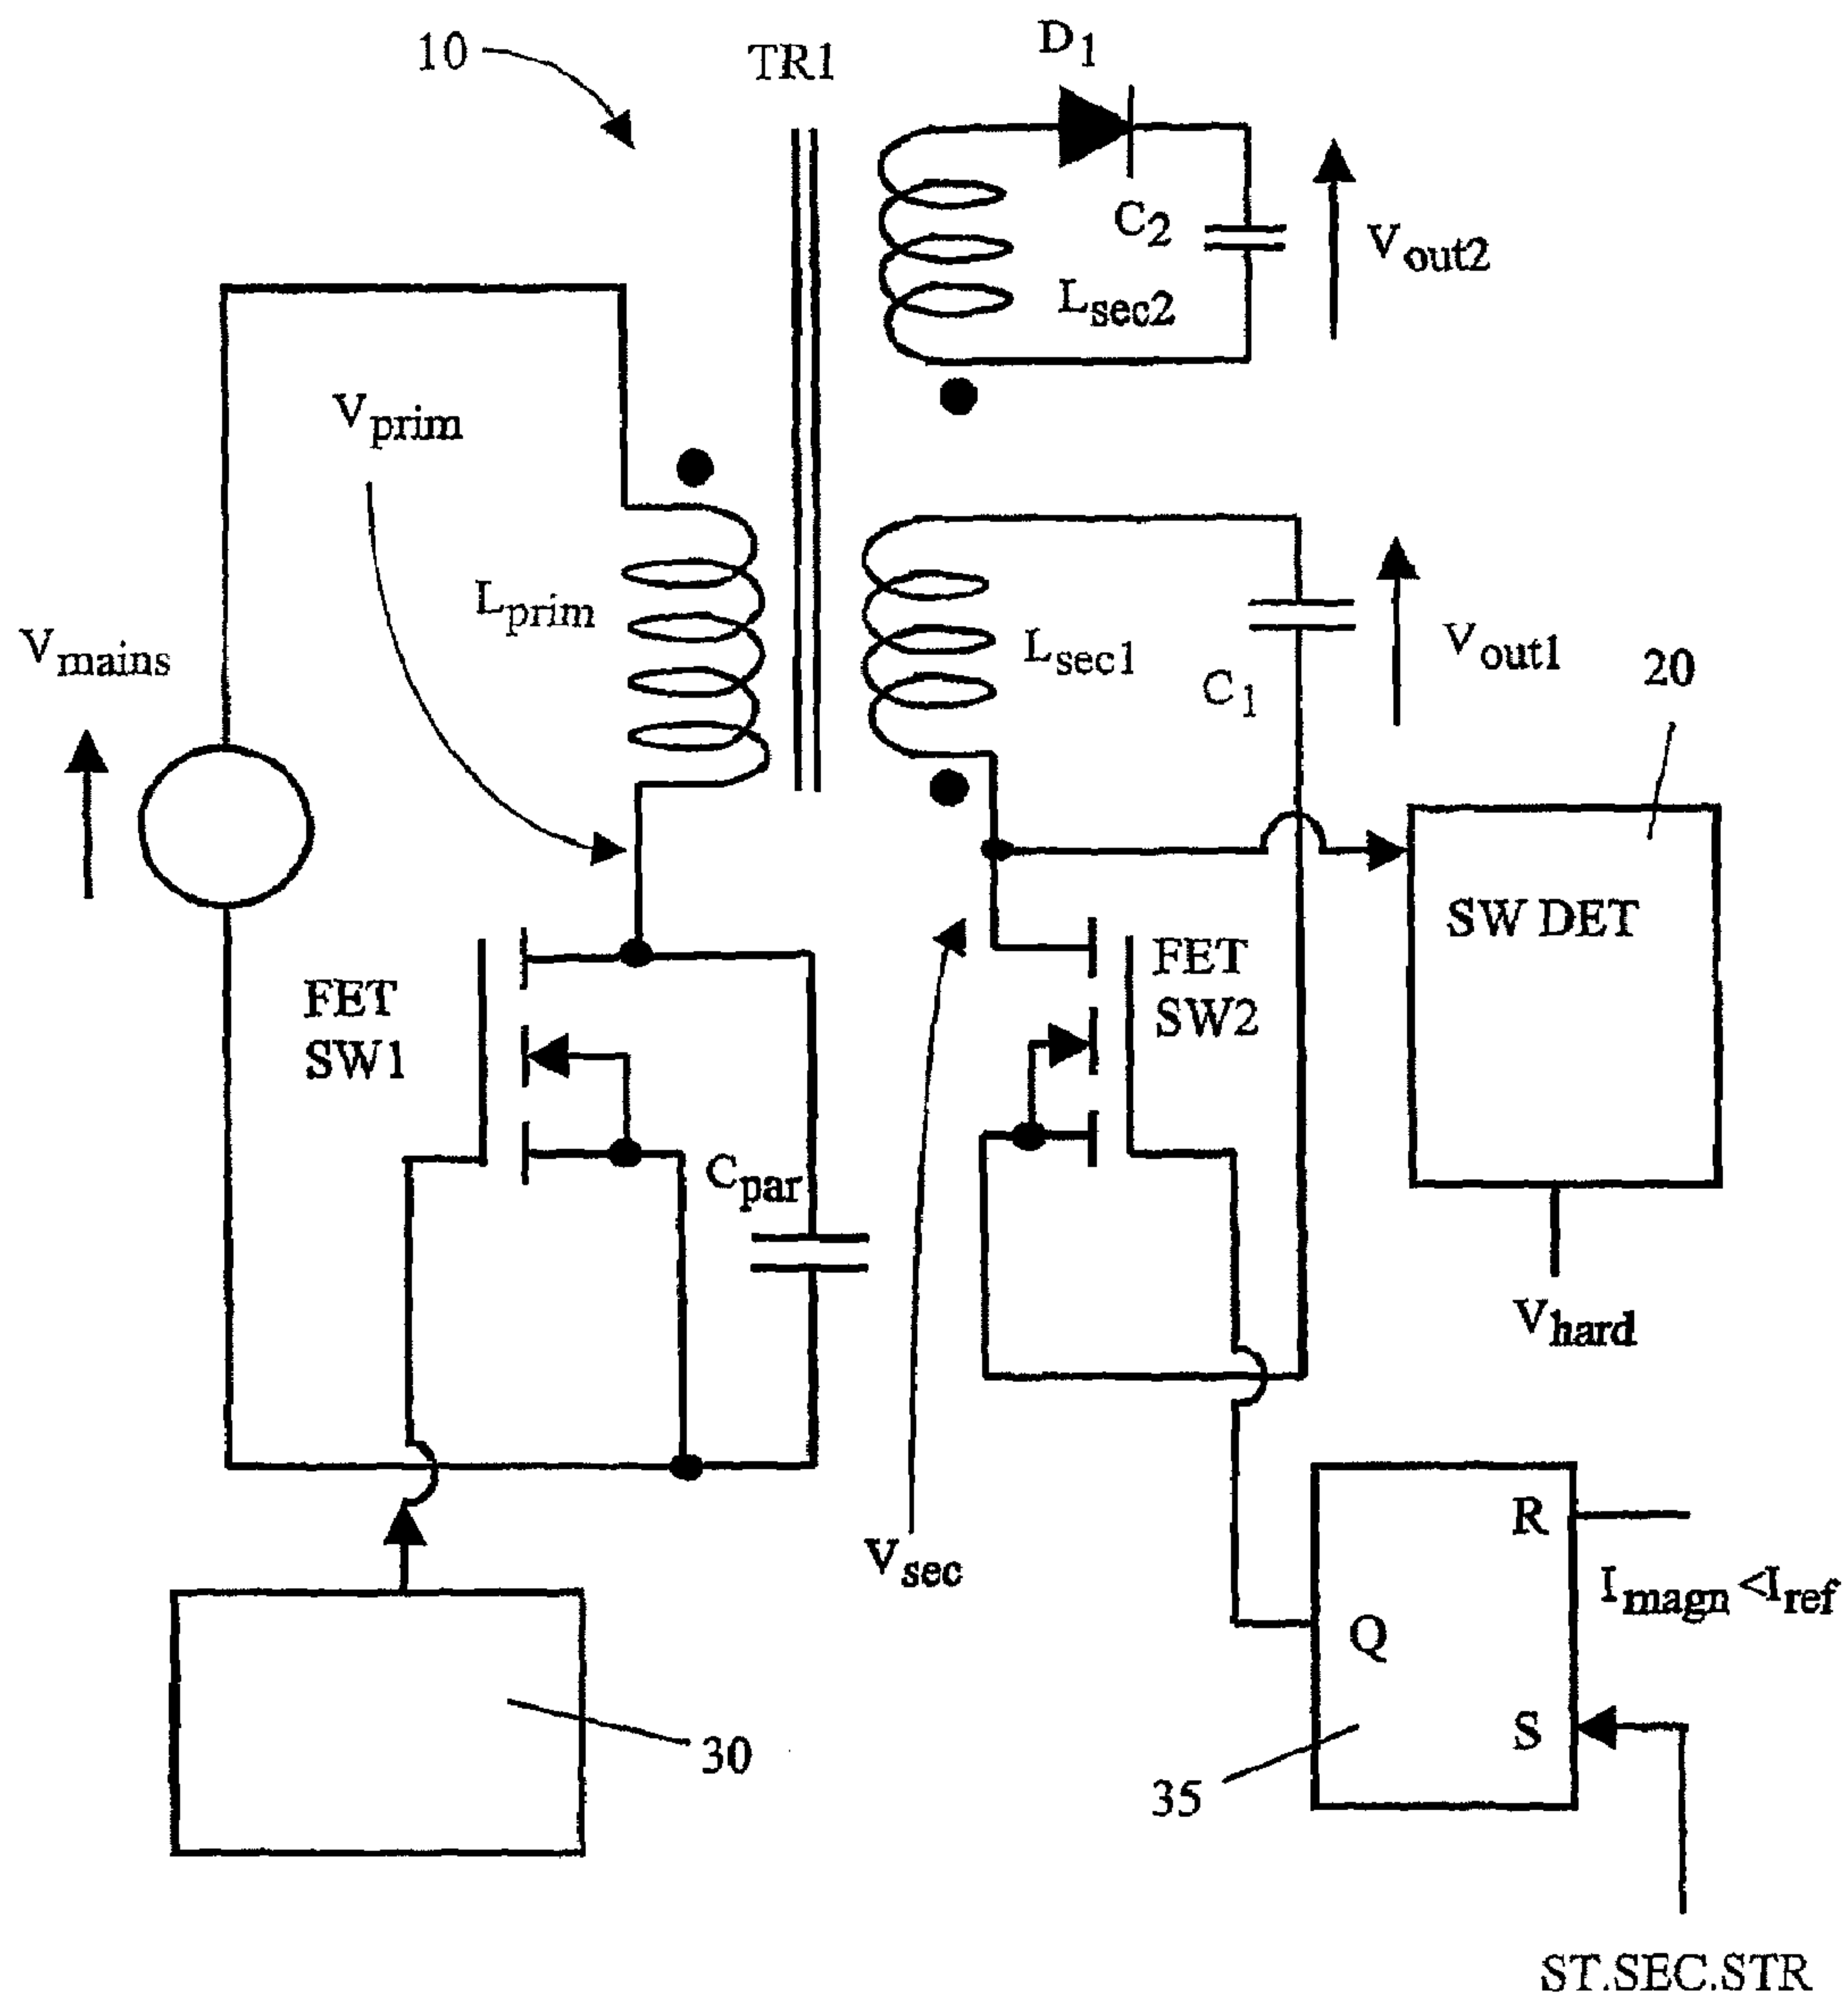 10
TR1
D1
C2
Vout2
Lsec2
Vprim
Lprim
Vmains
Lsec1
C1
Vout1
20
SW DET
FET
SW1
FET
SW2
Cpar
Vhard
Vsec
R
Imagn <Iref
Q
S
30
35
ST.SEC.STR